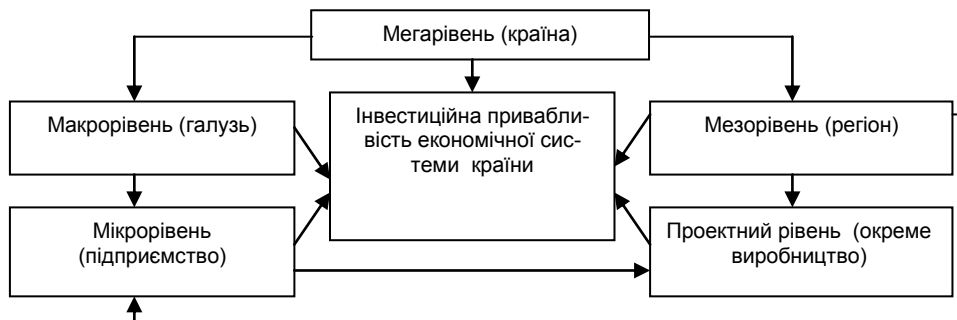 Мегарівень (країна)
Макрорівень (галузь)
Інвестиційна привабли-
вість економічної сис-
теми країни
Мезорівень (регіон)
Мікрорівень
(підприємство)
Проектний рівень (окреме
виробництво)